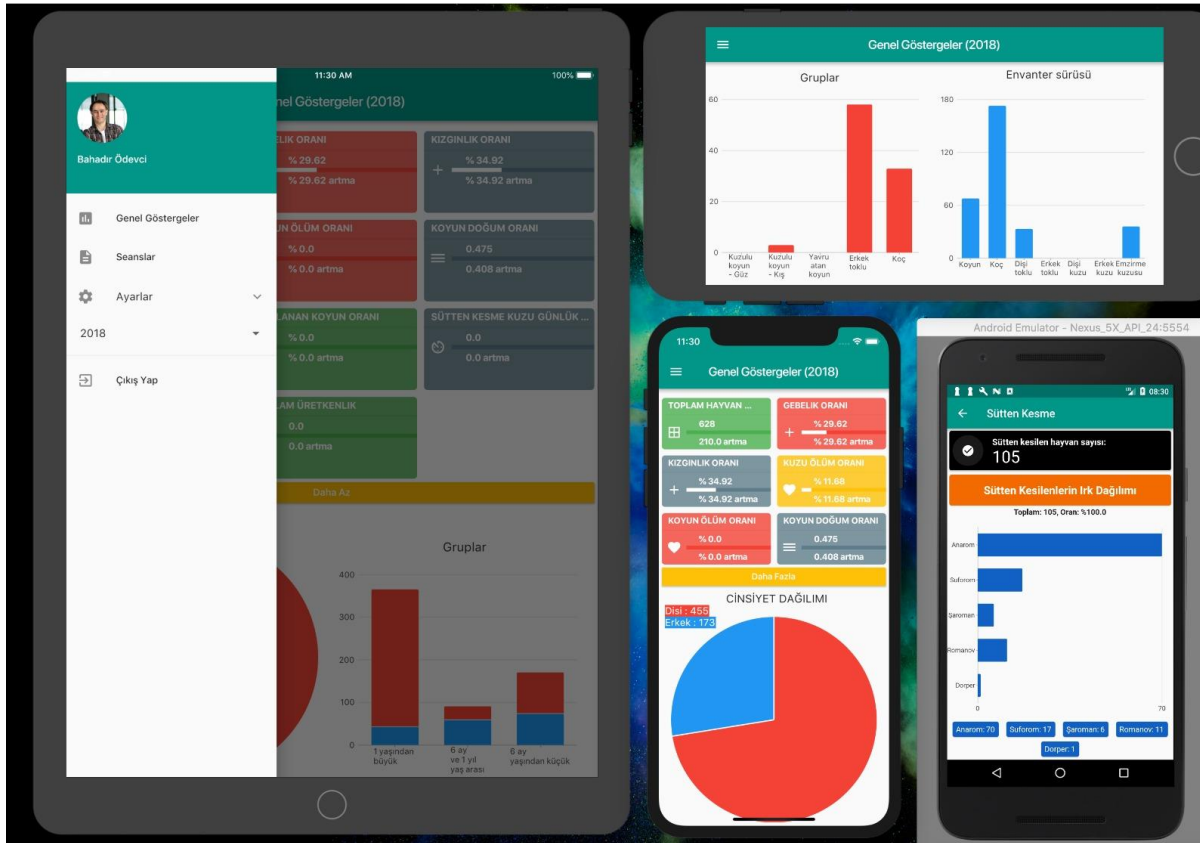 11:30 AM
100%
nel Göstergeler (2018)
Bahadır Ödevci
Genel Göstergeler
Seanslar
Ayarlar
2018
Çıkış Yap
ELİK ORANI
% 29.62
% 29.62 artma
KIZGINLIK ORANI
% 34.92
% 34.92 artma
UN ÖLÜM ORANI
% 0.0
% 0.0 artma
KOYUN DOĞUM ORANI
0.475
0.408 artma
LANAN KOYUN ORANI
% 0.0
% 0.0 artma
SÜTTEN KESME KUZU GÜNLÜK ...
0.0
0.0 artma
LAM ÜRETKENLİK
0.0
0.0 artma
Daha Az
Gruplar
400
300
200
100
0
1 yaşından
büyük
6 ay
ve 1 yıl
yaş arası
6 ay
yaşından küçük
Genel Göstergeler (2018)
Gruplar
60
40
20
0
Kuzulu
koyun
- Güz
Kuzulu
koyun
- Kış
Yavru
atan
koyun
Erkek
toklu
Koç
Envanter sürüsü
180
120
60
0
Koyun
Koç
Dişi
toklu
Erkek
toklu
Dişi
kuzu
Erkek
kuzu
Emzirme
kuzusu
11:30
Genel Göstergeler (2018)
TOPLAM HAYVAN ...
628
210.0 artma
GEBELIK ORANI
% 29.62
% 29.62 artma
KIZGINLIK ORANI
% 34.92
% 34.92 artma
KUZU ÖLÜM ORANI
% 11.68
% 11.68 artma
KOYUN ÖLÜM ORANI
% 0.0
% 0.0 artma
KOYUN DOĞUM ORANI
0.475
0.408 artma
Daha Fazla
CİNSİYET DAĞILIMI
Disi : 455
Erkek : 173
Android Emulator - Nexus_5X_API_24:5554
08:30
Sütten Kesme
Sütten kesilen hayvan sayısı:
105
Sütten Kesilenlerin Irk Dağılımı
Toplam: 105, Oran: %100.0
Anarom
Suforom
Şaroman
Romanov
Dorper
0
70
Anarom: 70
Suforom: 17
Şaroman: 6
Romanov: 11
Dorper: 1